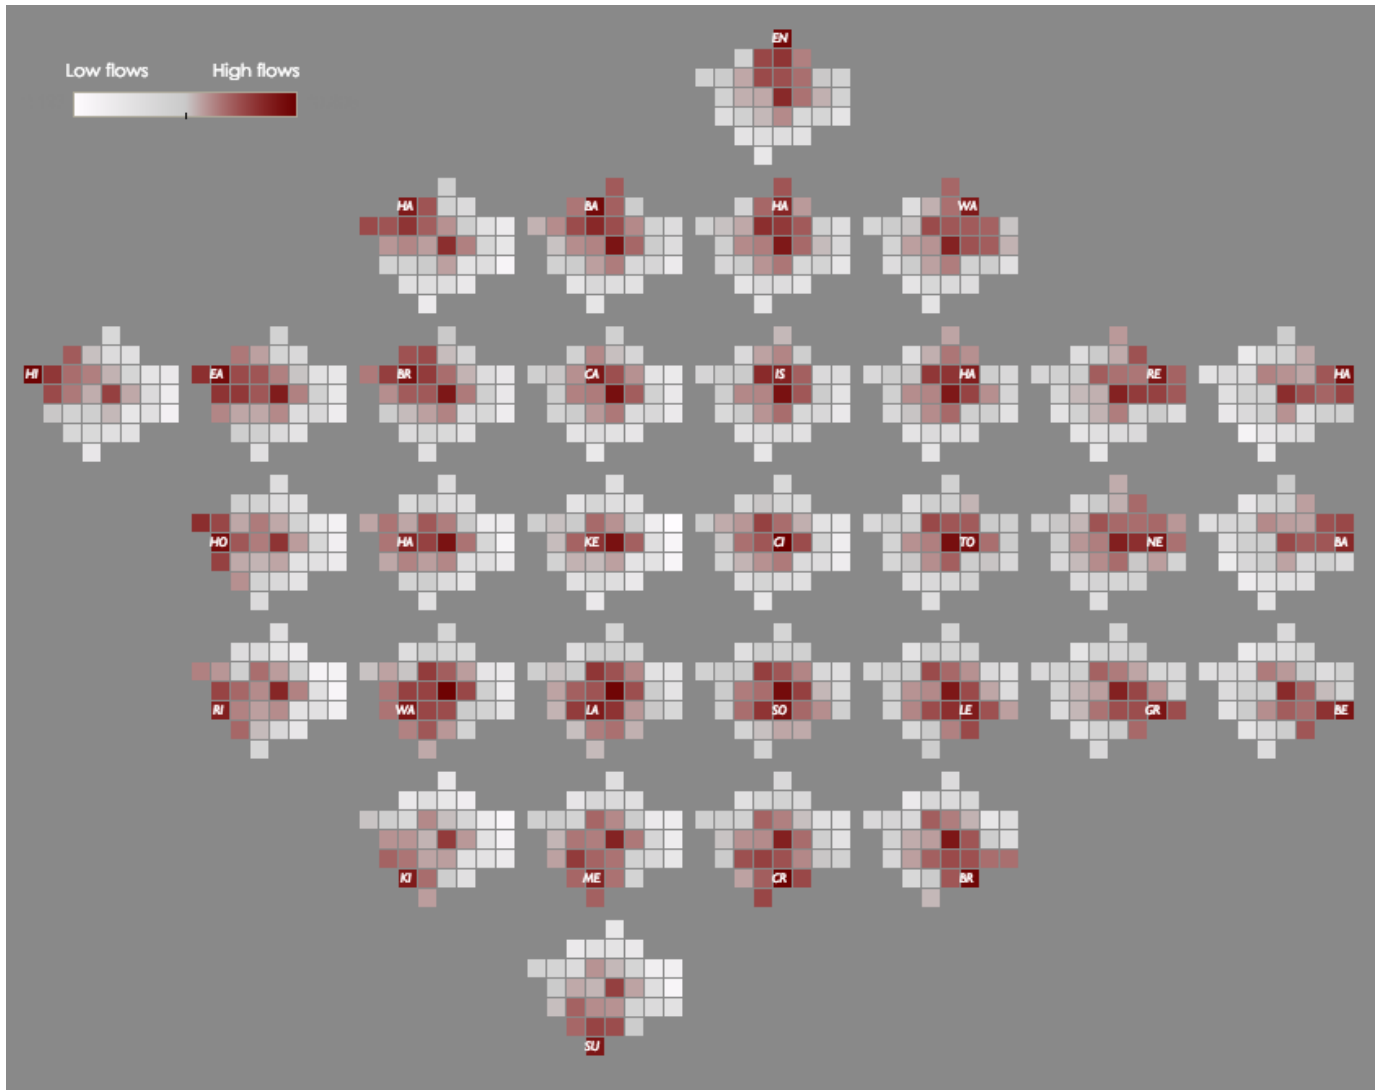 Low flows High flows
EN
HA BA HA WA
HI EA BR CA IS HA RE HA
HO HA KE CI TO NE BA
RI WA LA SO LE GR BE
KI ME CR BR
SU